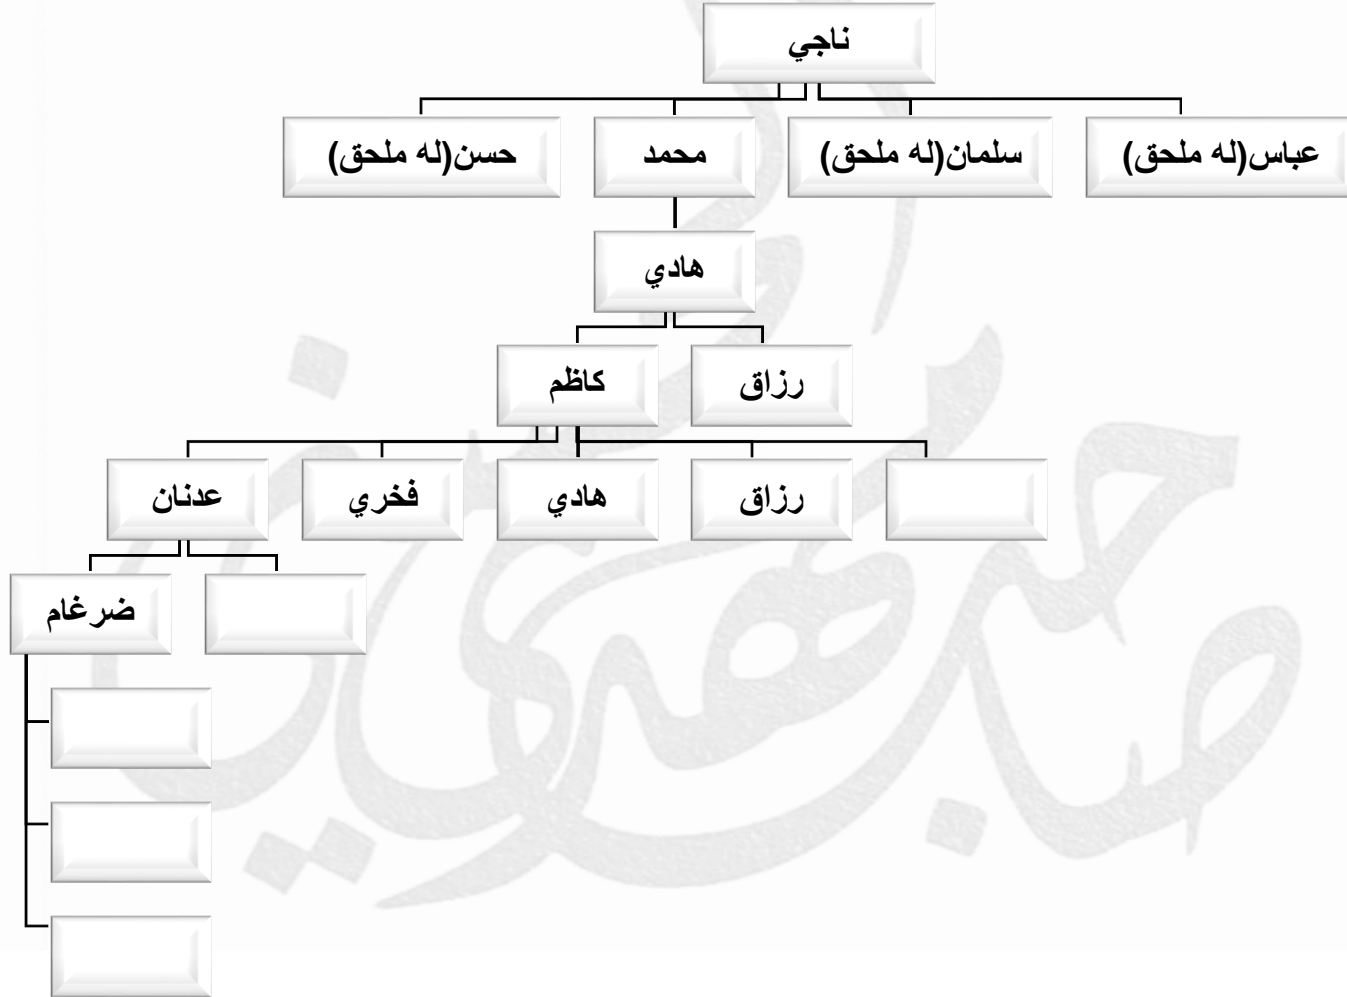 ناجي
عباس(له ملحق)
سلمان(له ملحق)
محمد
حسن(له ملحق)
هادي
رزاق
كاظم
رزاق
هادي
فخري
عدنان
ضرغام